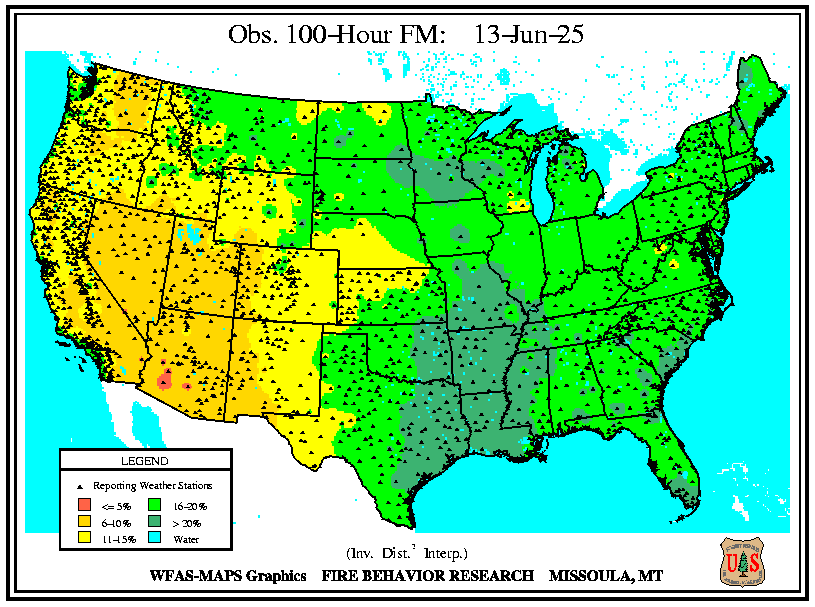 Obs. 100-Hour FM: 13-Jun-25
LEGEND
Reporting Weather Stations
<= 5% 16-20%
6-10% > 20%
11-15% Water
(Inv. Dist.² Interp.)
WFAS-MAPS Graphics FIRE BEHAVIOR RESEARCH MISSOULA, MT
U S